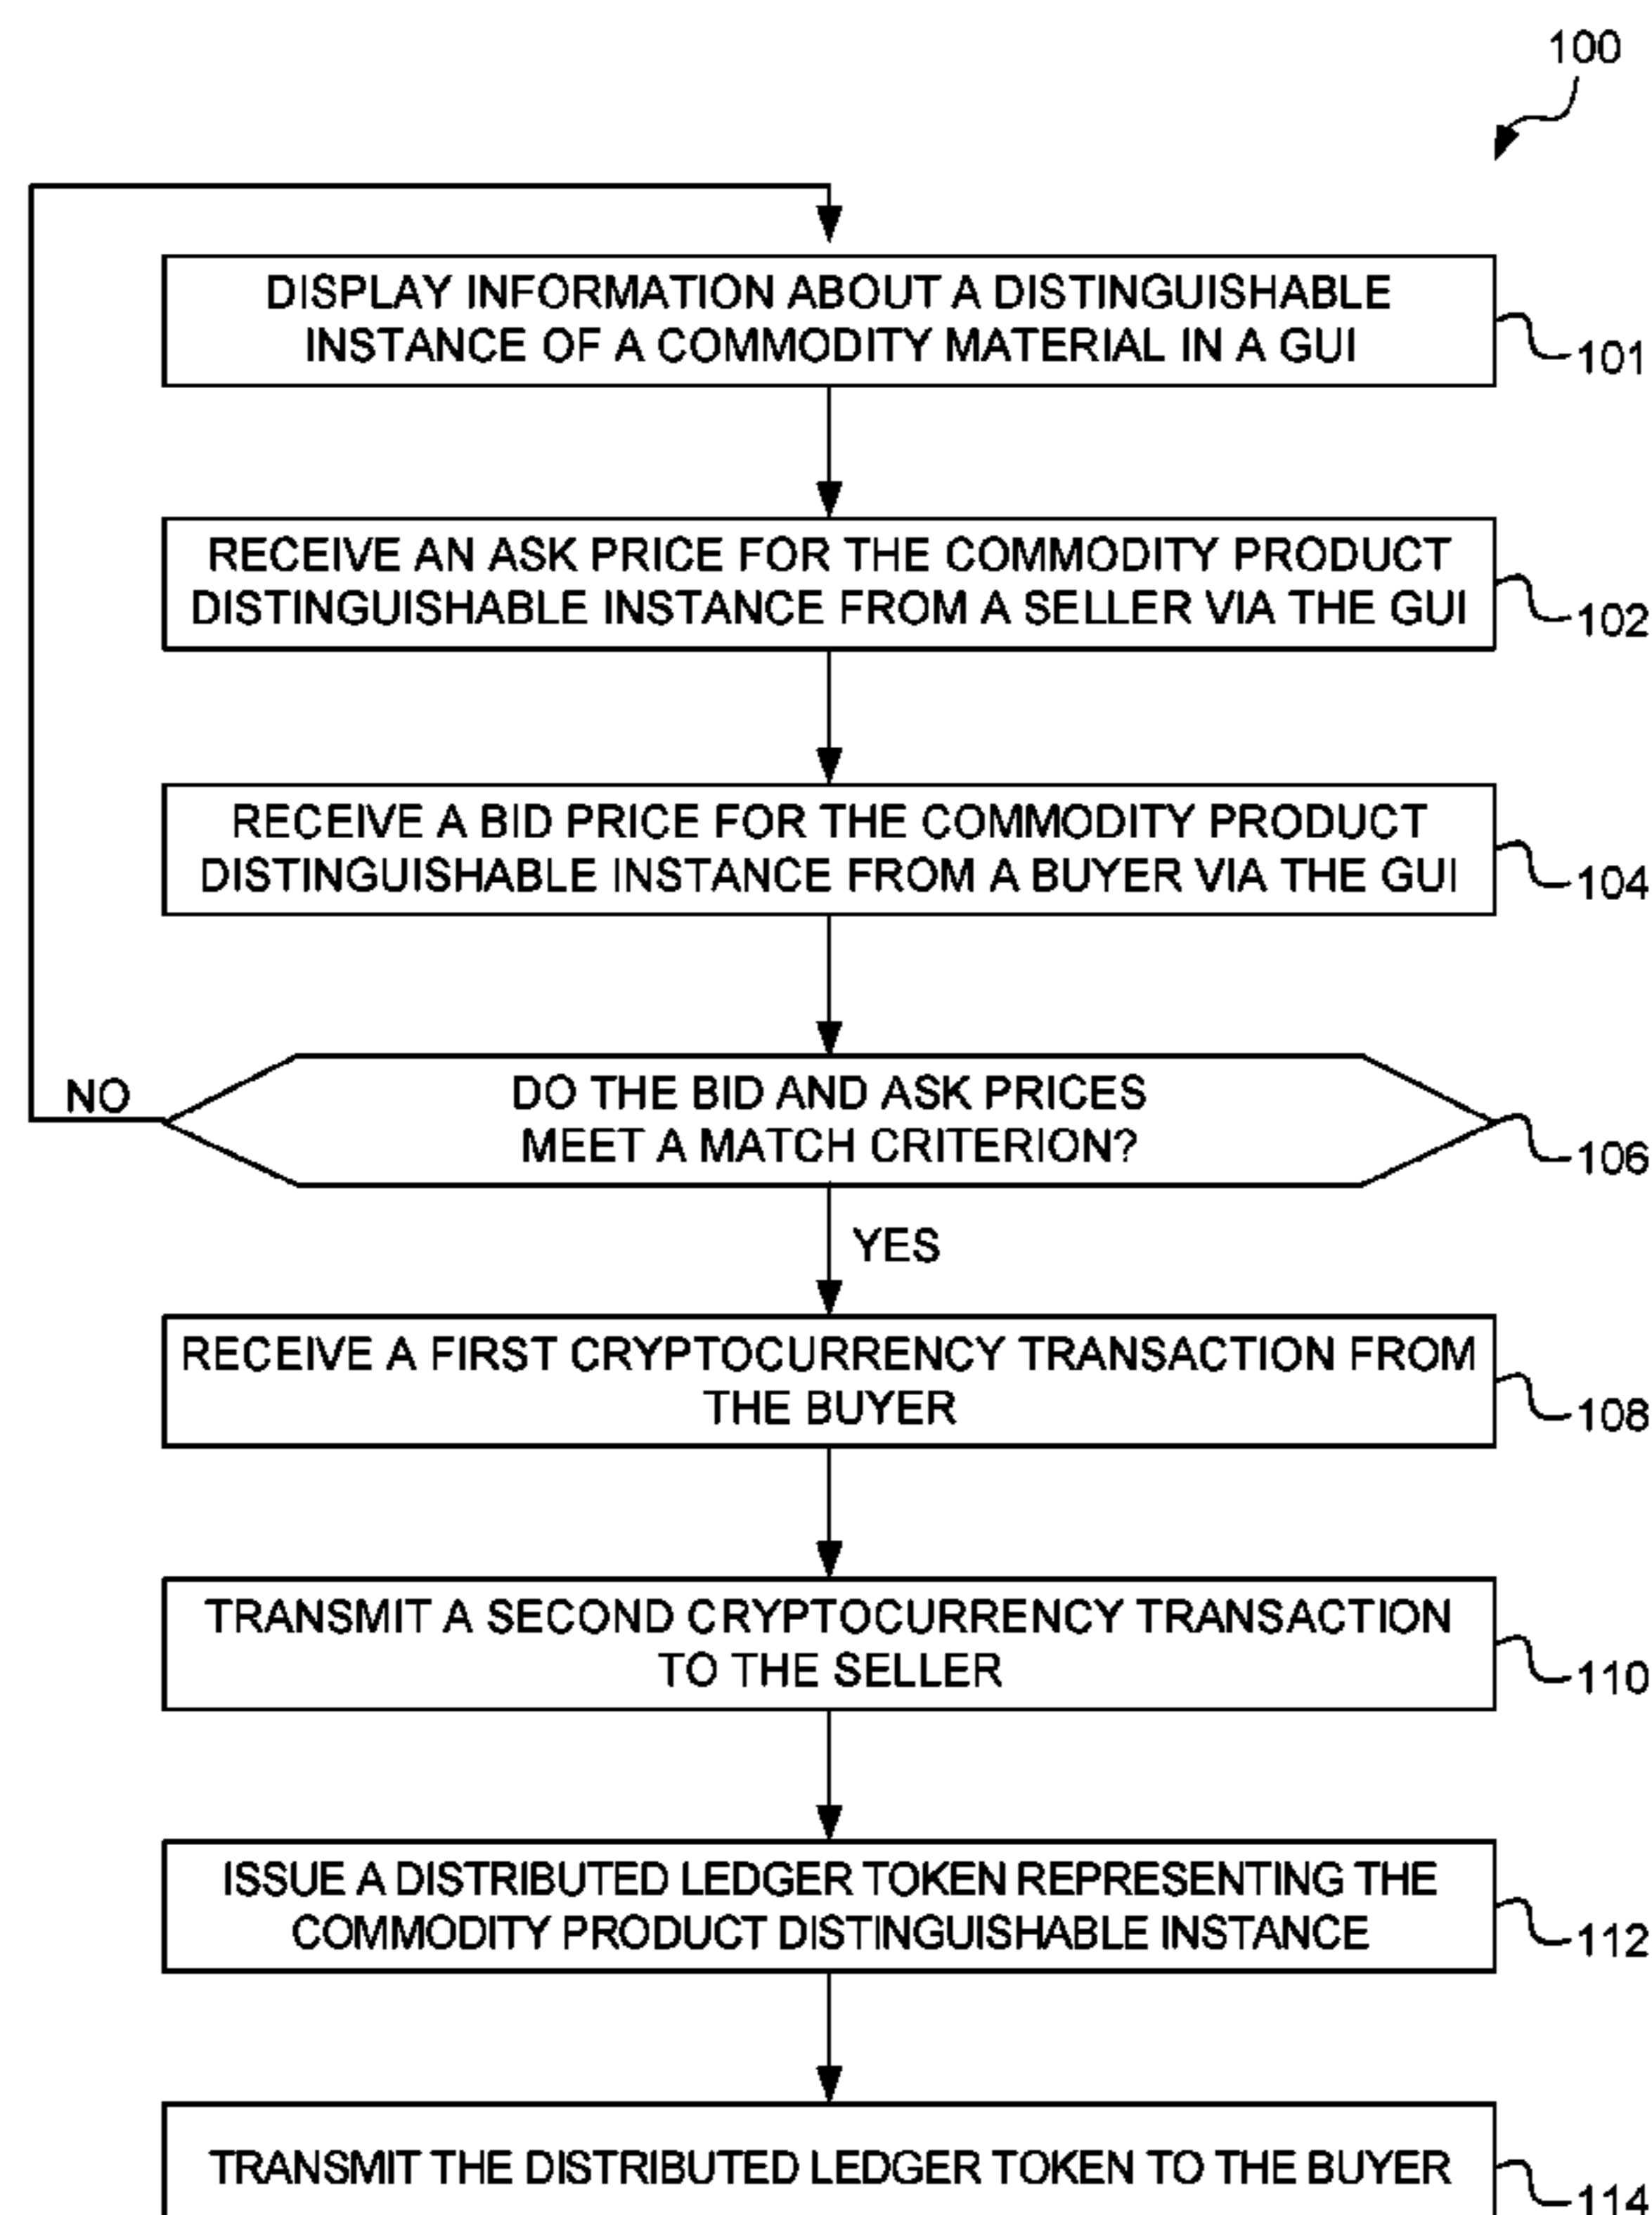 100
DISPLAY INFORMATION ABOUT A DISTINGUISHABLE
INSTANCE OF A COMMODITY MATERIAL IN A GUI
101
RECEIVE AN ASK PRICE FOR THE COMMODITY PRODUCT
DISTINGUISHABLE INSTANCE FROM A SELLER VIA THE GUI
102
RECEIVE A BID PRICE FOR THE COMMODITY PRODUCT
DISTINGUISHABLE INSTANCE FROM A BUYER VIA THE GUI
104
NO
DO THE BID AND ASK PRICES
MEET A MATCH CRITERION?
106
YES
RECEIVE A FIRST CRYPTOCURRENCY TRANSACTION FROM
THE BUYER
108
TRANSMIT A SECOND CRYPTOCURRENCY TRANSACTION
TO THE SELLER
110
ISSUE A DISTRIBUTED LEDGER TOKEN REPRESENTING THE
COMMODITY PRODUCT DISTINGUISHABLE INSTANCE
112
TRANSMIT THE DISTRIBUTED LEDGER TOKEN TO THE BUYER
114